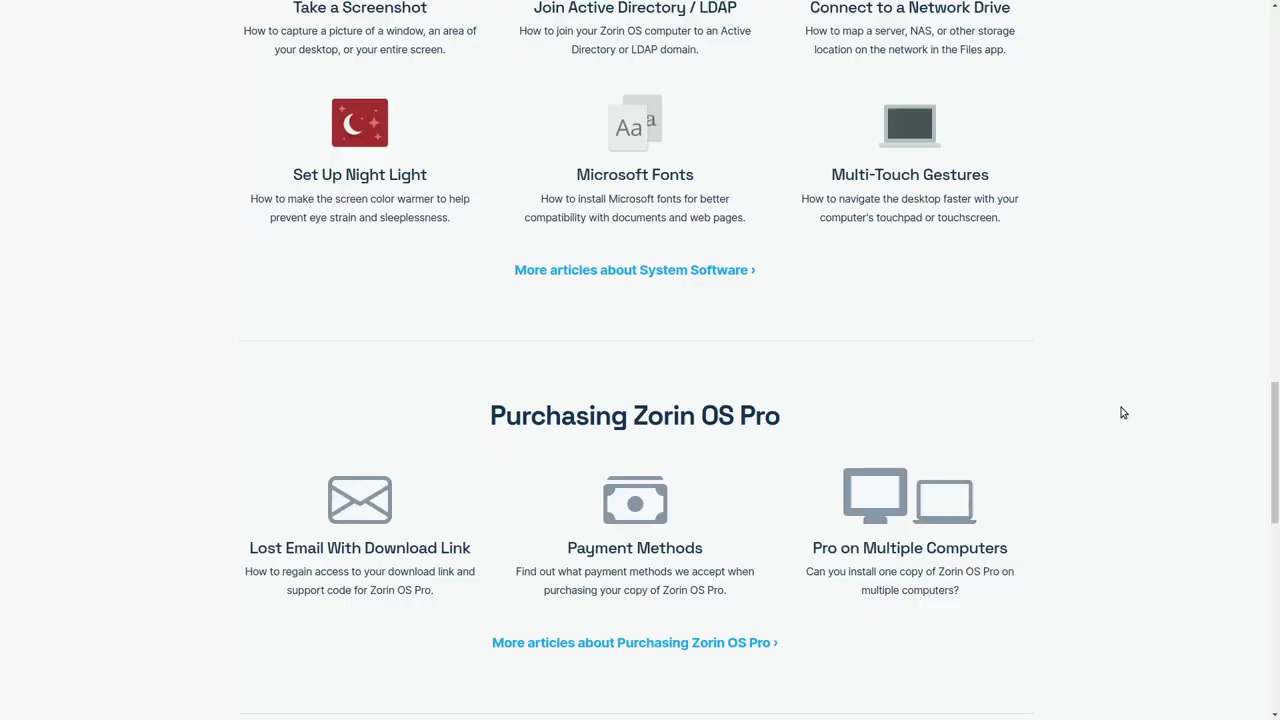 Take a Screenshot
How to capture a picture of a window, an area of
your desktop, or your entire screen.
Join Active Directory / LDAP
How to join your Zorin OS computer to an Active
Directory or LDAP domain.
Connect to a Network Drive
How to map a server, NAS, or other storage
location on the network in the Files app.
Set Up Night Light
How to make the screen color warmer to help
prevent eye strain and sleeplessness.
Aa
a
Microsoft Fonts
How to install Microsoft fonts for better
compatibility with documents and web pages.
Multi-Touch Gestures
How to navigate the desktop faster with your
computer's touchpad or touchscreen.
More articles about System Software ›
Purchasing Zorin OS Pro
Lost Email With Download Link
How to regain access to your download link and
support code for Zorin OS Pro.
Payment Methods
Find out what payment methods we accept when
purchasing your copy of Zorin OS Pro.
Pro on Multiple Computers
Can you install one copy of Zorin OS Pro on
multiple computers?
More articles about Purchasing Zorin OS Pro ›